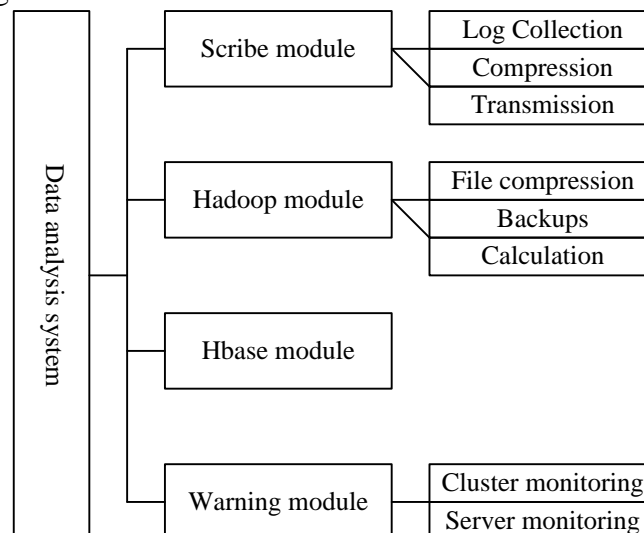 Data analysis system
Scribe module
Log Collection
Compression
Transmission
Hadoop module
File compression
Backups
Calculation
Hbase module
Warning module
Cluster monitoring
Server monitoring